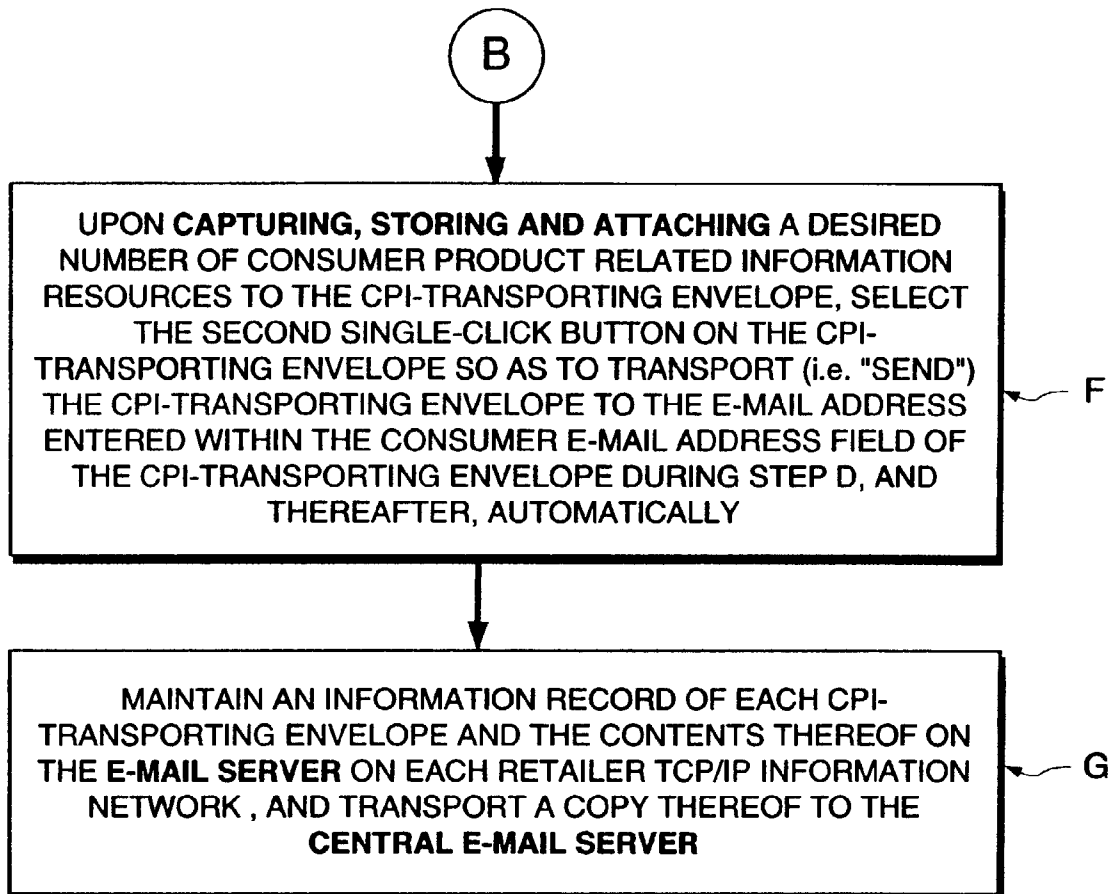 B
UPON CAPTURING, STORING AND ATTACHING A DESIRED
NUMBER OF CONSUMER PRODUCT RELATED INFORMATION
RESOURCES TO THE CPI-TRANSPORTING ENVELOPE, SELECT
THE SECOND SINGLE-CLICK BUTTON ON THE CPI-
TRANSPORTING ENVELOPE SO AS TO TRANSPORT (i.e. "SEND")
THE CPI-TRANSPORTING ENVELOPE TO THE E-MAIL ADDRESS
ENTERED WITHIN THE CONSUMER E-MAIL ADDRESS FIELD OF
THE CPI-TRANSPORTING ENVELOPE DURING STEP D, AND
THEREAFTER, AUTOMATICALLY
F
MAINTAIN AN INFORMATION RECORD OF EACH CPI-
TRANSPORTING ENVELOPE AND THE CONTENTS THEREOF ON
THE E-MAIL SERVER ON EACH RETAILER TCP/IP INFORMATION
NETWORK , AND TRANSPORT A COPY THEREOF TO THE
CENTRAL E-MAIL SERVER
G